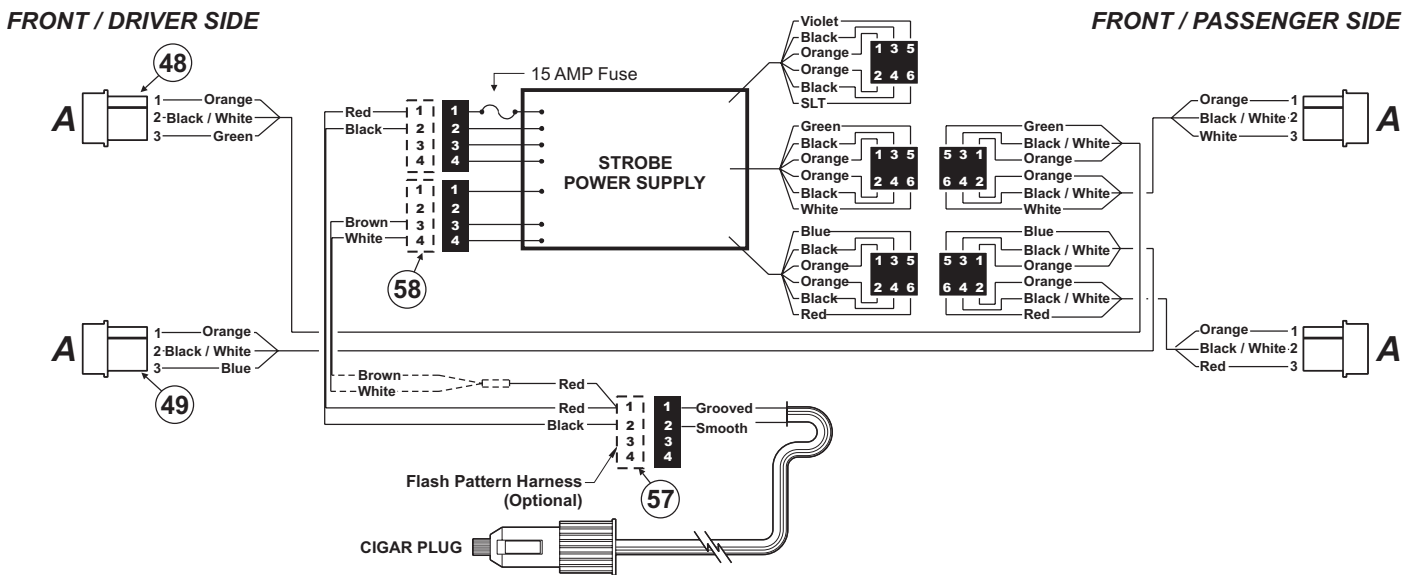 FRONT / DRIVER SIDE
FRONT / PASSENGER SIDE
48
A
1 Orange
2 Black / White
3 Green
15 AMP Fuse
Red 1 1
Black 2 2
3 3
4 4
1 1
2 2
Brown 3 3
White 4 4
58
STROBE
POWER SUPPLY
Violet
Black
Orange
Orange
Black
SLT
1 3 5
2 4 6
Green
Black
Orange
Orange
Black
White
1 3 5
2 4 6
Blue
Black
Orange
Orange
Black
Red
1 3 5
2 4 6
5 3 1
6 4 2
Green
Black / White
Orange
Orange
Black / White
White
5 3 1
6 4 2
Blue
Black / White
Orange
Orange
Black / White
Red
Orange 1
Black / White 2
White 3
A
A
1 Orange
2 Black / White
3 Blue
49
Orange 1
Black / White 2
Red 3
A
Brown
White
Red
Red 1 1 Grooved
Black 2 2 Smooth
3 3
4 4
Flash Pattern Harness
(Optional)
57
CIGAR PLUG